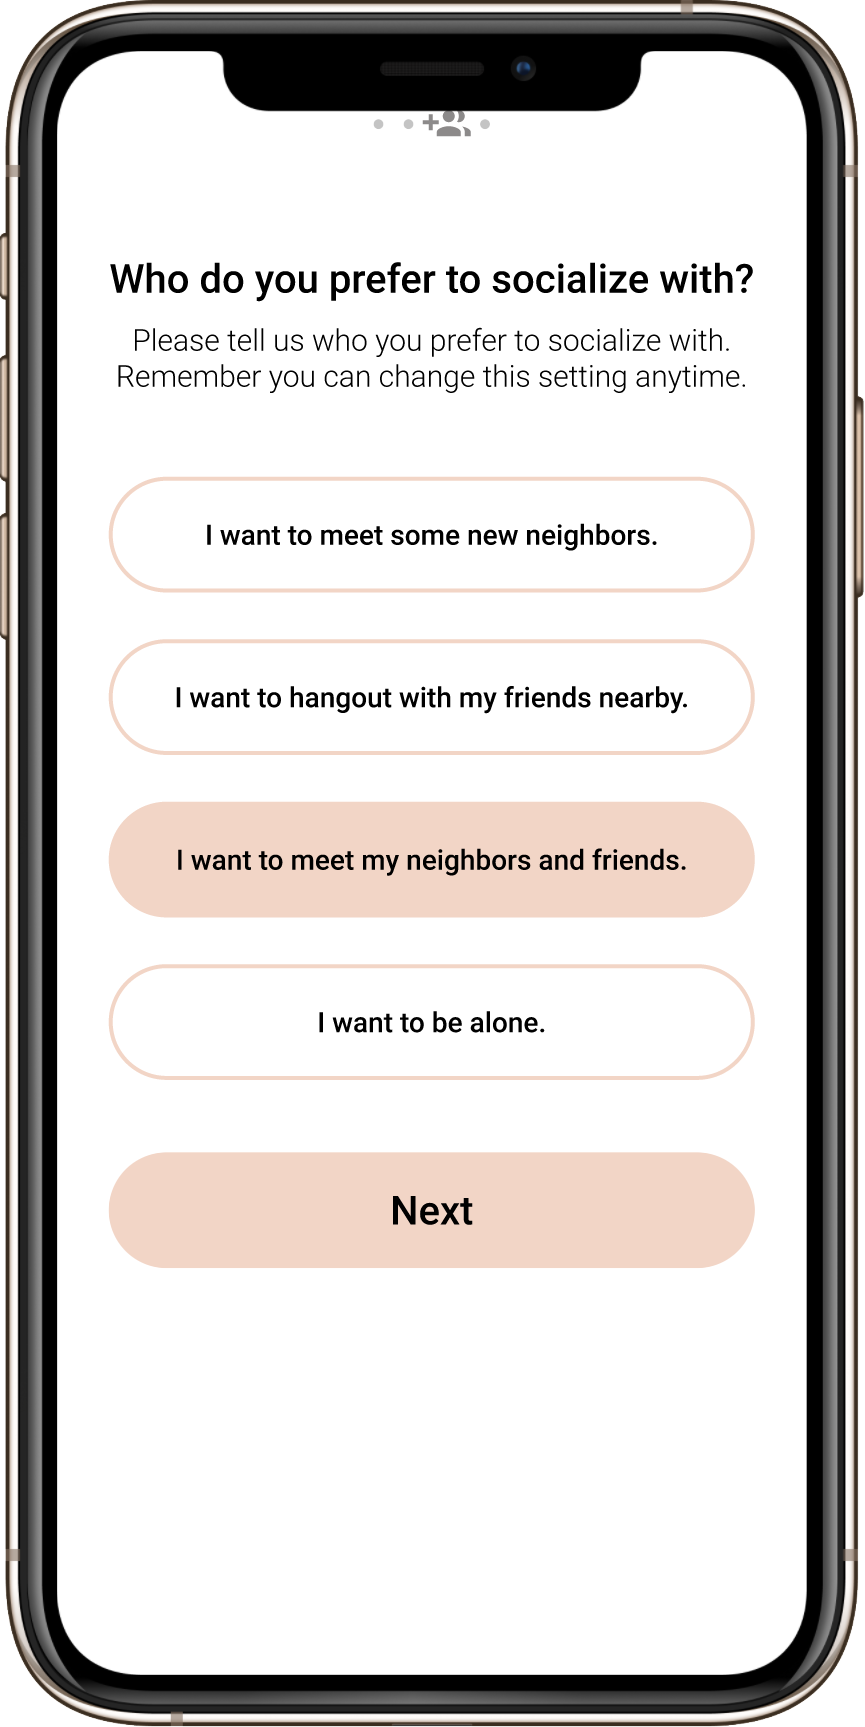 Who do you prefer to socialize with?
Please tell us who you prefer to socialize with.
Remember you can change this setting anytime.
I want to meet some new neighbors.
I want to hangout with my friends nearby.
I want to meet my neighbors and friends.
I want to be alone.
Next